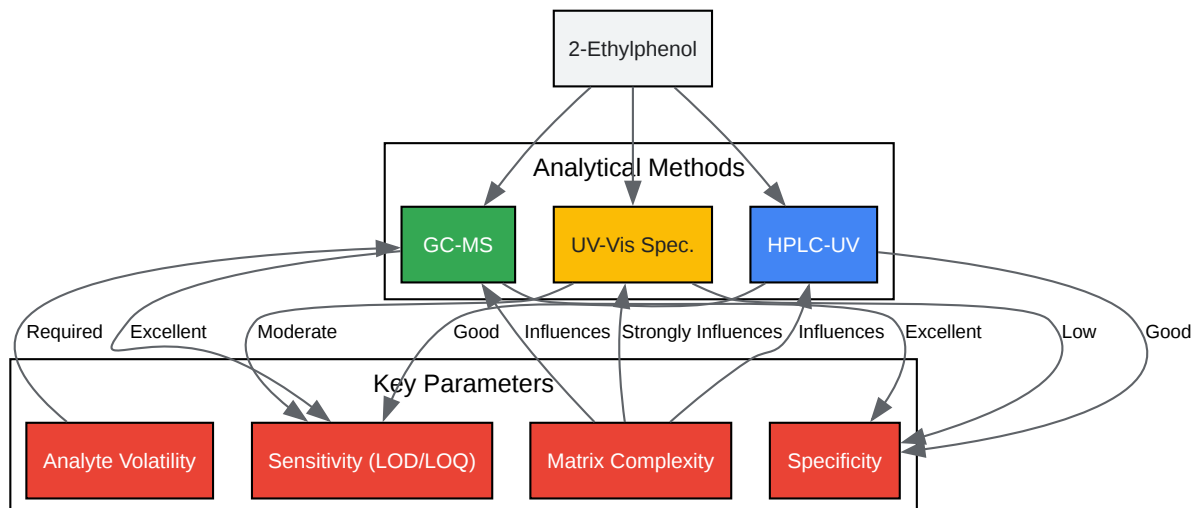 2-Ethylphenol
Analytical Methods
GC-MS
UV-Vis Spec.
HPLC-UV
Required
Excellent
Moderate
Good
Influences
Strongly Influences
Influences
Excellent
Low
Good
Key Parameters
Analyte Volatility
Sensitivity (LOD/LOQ)
Matrix Complexity
Specificity